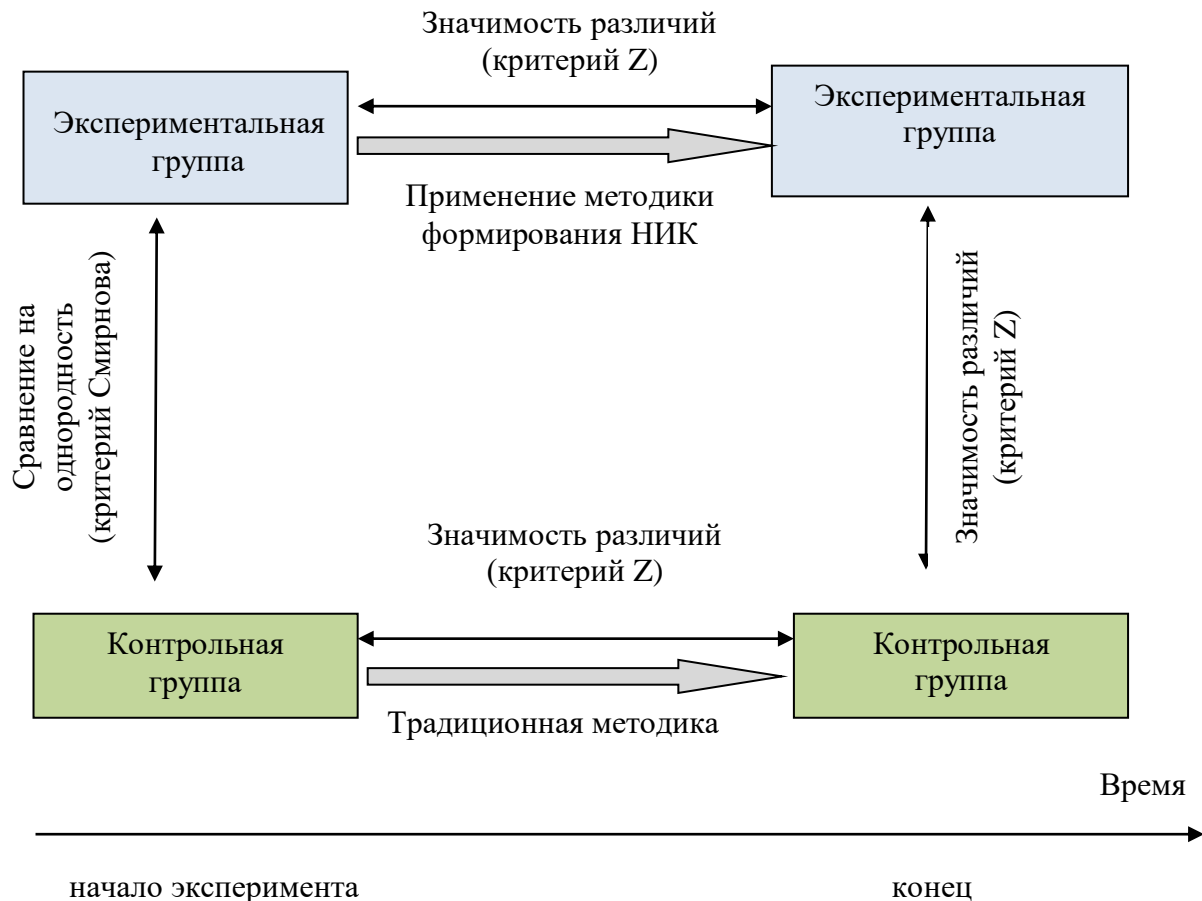 Значимость различий
(критерий Z)
Экспериментальная
группа
Экспериментальная
группа
Применение методики
формирования НИК
Сравнение на
однородность
(критерий Смирнова)
Значимость различий
(критерий Z)
Значимость различий
(критерий Z)
Контрольная
группа
Контрольная
группа
Традиционная методика
Время
начало эксперимента
конец